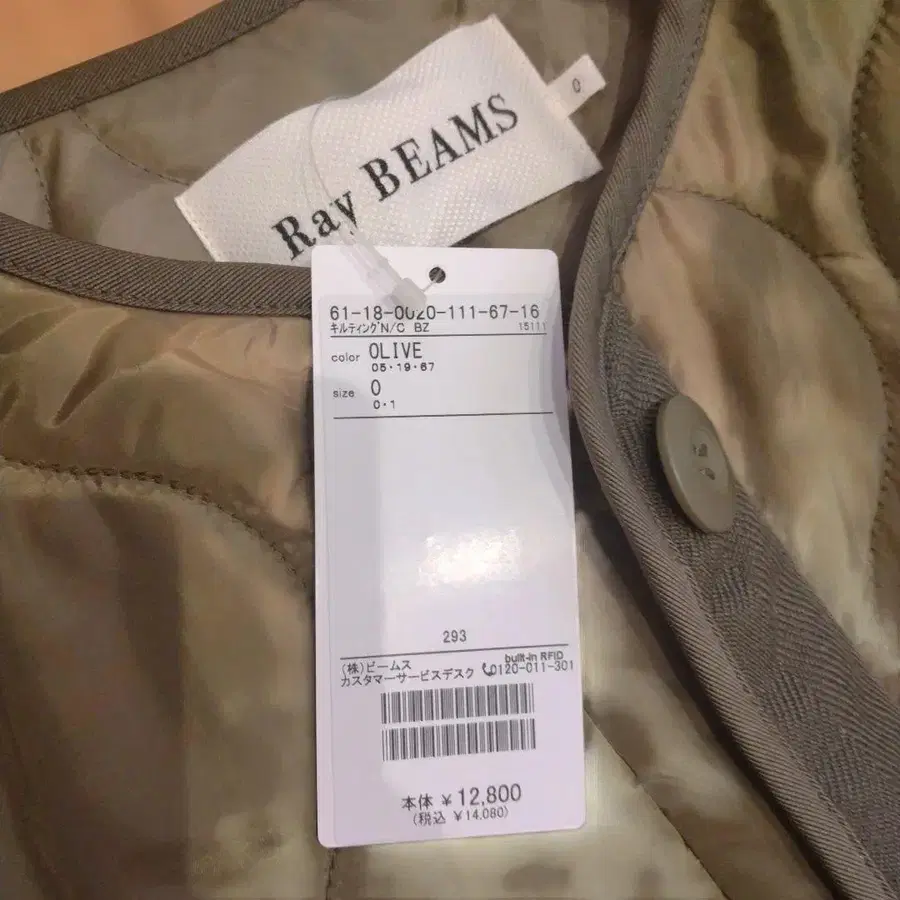 Ray BEAMS
0
61-18-0020-111-67-16
キルティングN/C BZ 15111
color OLIVE
05・19・67
size 0
0・1
293
built-in RFID
(株)ビームス
カスタマーサービスデスク 0120-011-301
本体 ¥12,800
(税込 ¥14,080)